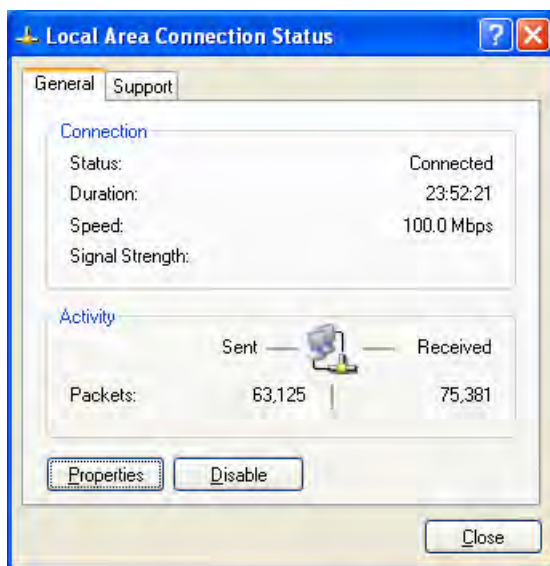 Local Area Connection Status
General Support
Connection
Status: Connected
Duration: 23:52:21
Speed: 100.0 Mbps
Signal Strength:
Activity
Sent Received
Packets: 63,125 75,381
Properties Disable
Close